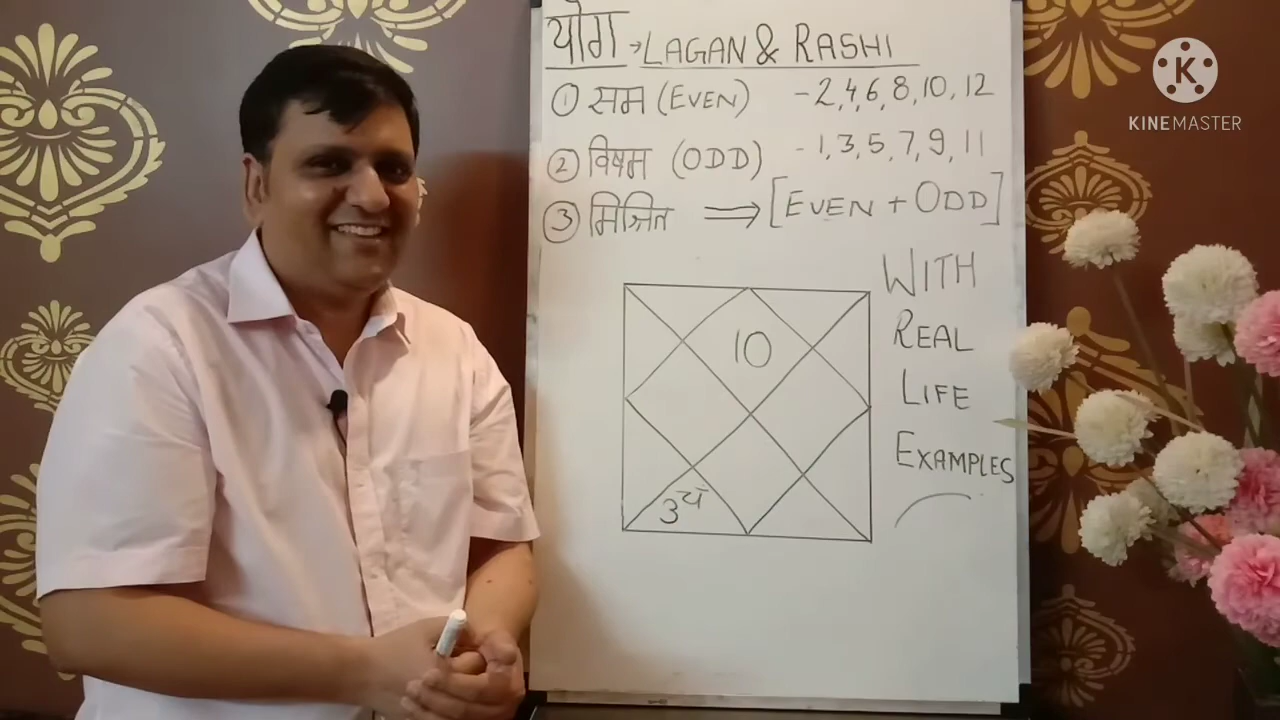 योग → LAGAN & RASHI
① सम (EVEN) - 2, 4, 6, 8, 10, 12
② विषम (ODD) - 1, 3, 5, 7, 9, 11
③ मिश्रित ⟹ [EVEN + ODD]
WITH
REAL
LIFE
EXAMPLES
10
3 चं
K
KINEMASTER